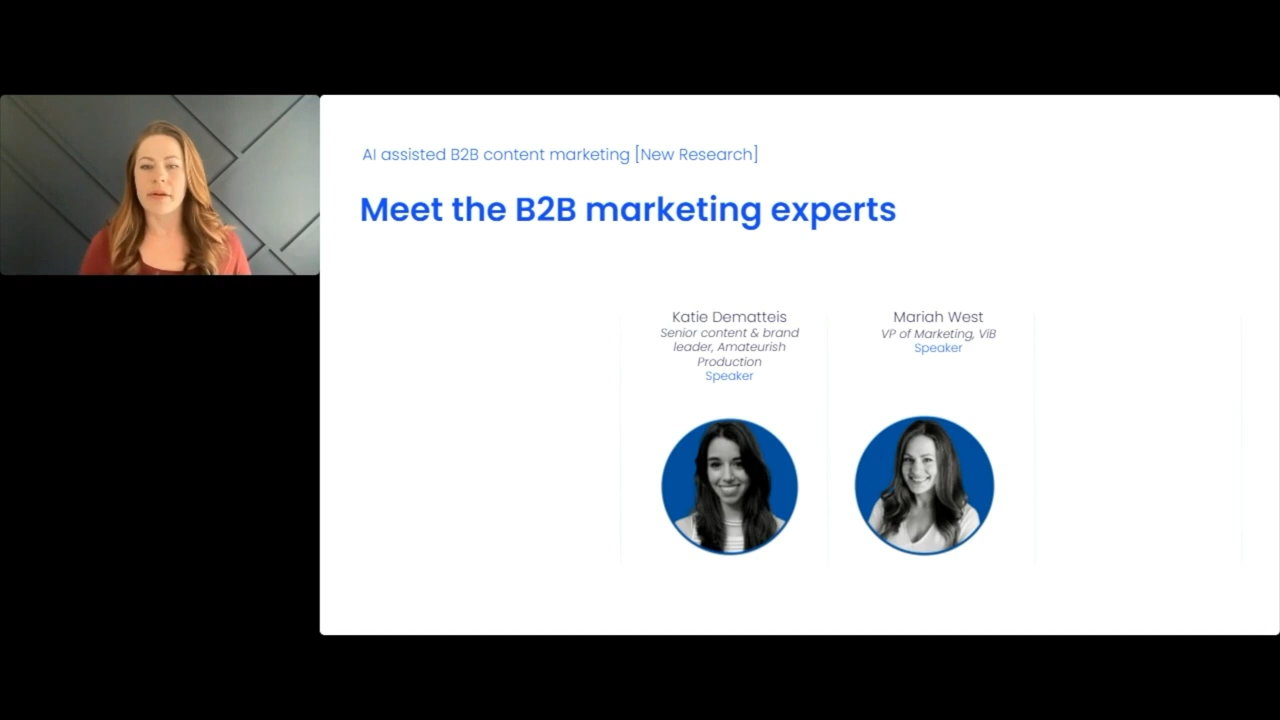 AI assisted B2B content marketing [New Research]
Meet the B2B marketing experts
Katie Dematteis
Senior content & brand
leader, Amateurish
Production
Speaker
Mariah West
VP of Marketing, ViB
Speaker